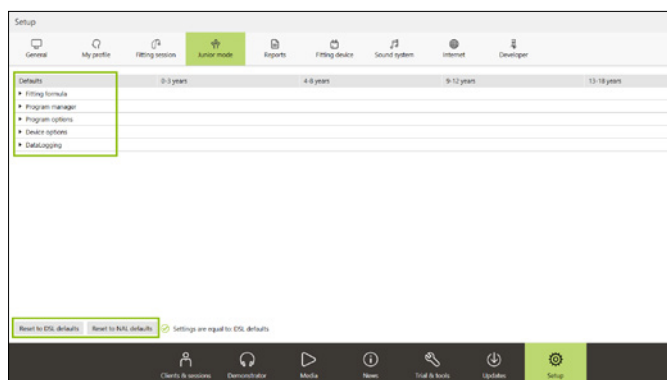 Setup
General My profile Fitting session Junior mode Reports Fitting device Sound system Internet Developer
Defaults 0-3 years 4-8 years 9-12 years 13-18 years
Fitting formula
Program manager
Program options
Device options
DataLogging
Reset to DSL defaults Reset to NAL defaults Settings are equal to: DSL defaults
Clients & sessions Demonstrator Media News Trial & tools Updates Setup